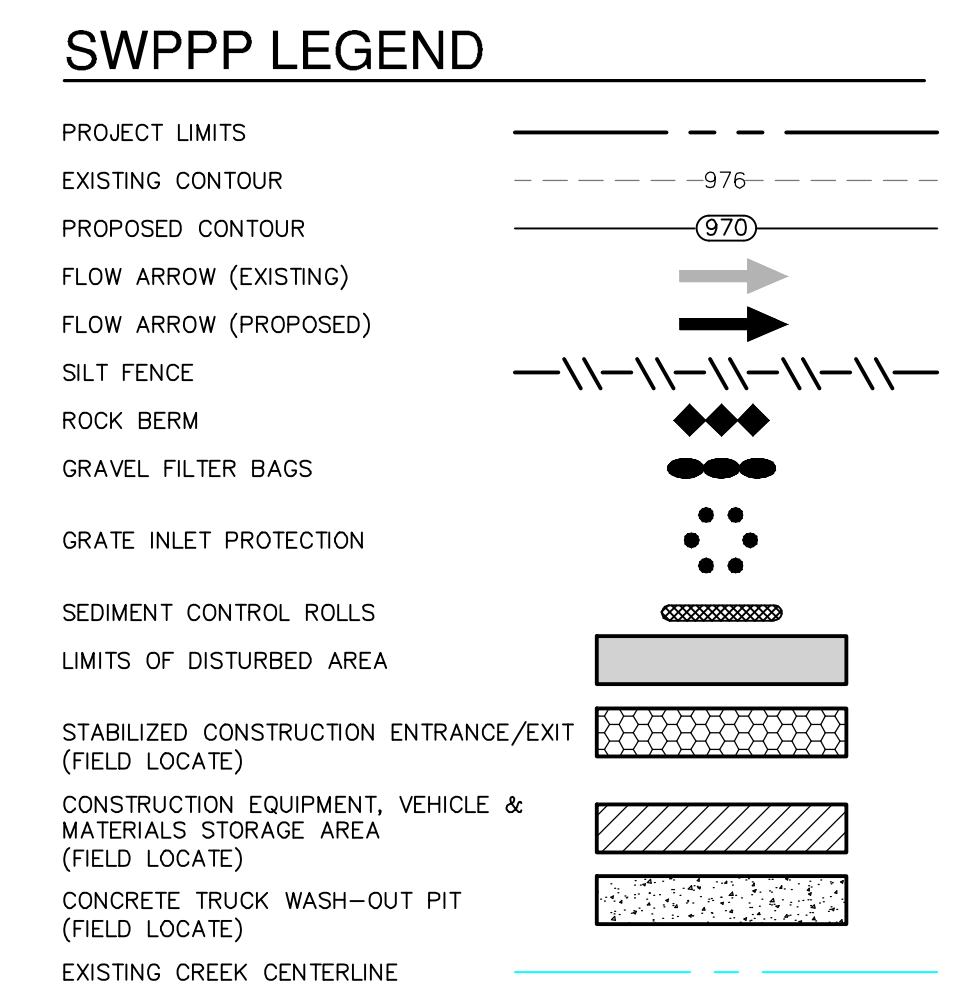 SWPPP LEGEND
PROJECT LIMITS
EXISTING CONTOUR 976
PROPOSED CONTOUR 970
FLOW ARROW (EXISTING)
FLOW ARROW (PROPOSED)
SILT FENCE
ROCK BERM
GRAVEL FILTER BAGS
GRATE INLET PROTECTION
SEDIMENT CONTROL ROLLS
LIMITS OF DISTURBED AREA
STABILIZED CONSTRUCTION ENTRANCE/EXIT
(FIELD LOCATE)
CONSTRUCTION EQUIPMENT, VEHICLE &
MATERIALS STORAGE AREA
(FIELD LOCATE)
CONCRETE TRUCK WASH-OUT PIT
(FIELD LOCATE)
EXISTING CREEK CENTERLINE